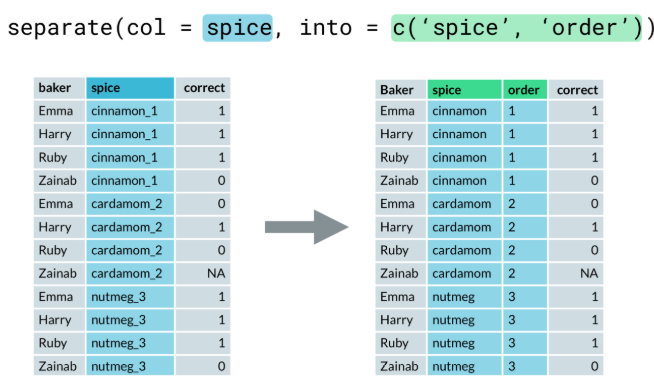 separate(col = spice, into = c(‘spice’, ‘order’))
baker spice correct
Emma cinnamon_1 1
Harry cinnamon_1 1
Ruby cinnamon_1 1
Zainab cinnamon_1 0
Emma cardamom_2 0
Harry cardamom_2 1
Ruby cardamom_2 0
Zainab cardamom_2 NA
Emma nutmeg_3 1
Harry nutmeg_3 1
Ruby nutmeg_3 1
Zainab nutmeg_3 0
Baker spice order correct
Emma cinnamon 1 1
Harry cinnamon 1 1
Ruby cinnamon 1 1
Zainab cinnamon 1 0
Emma cardamom 2 0
Harry cardamom 2 1
Ruby cardamom 2 0
Zainab cardamom 2 NA
Emma nutmeg 3 1
Harry nutmeg 3 1
Ruby nutmeg 3 1
Zainab nutmeg 3 0